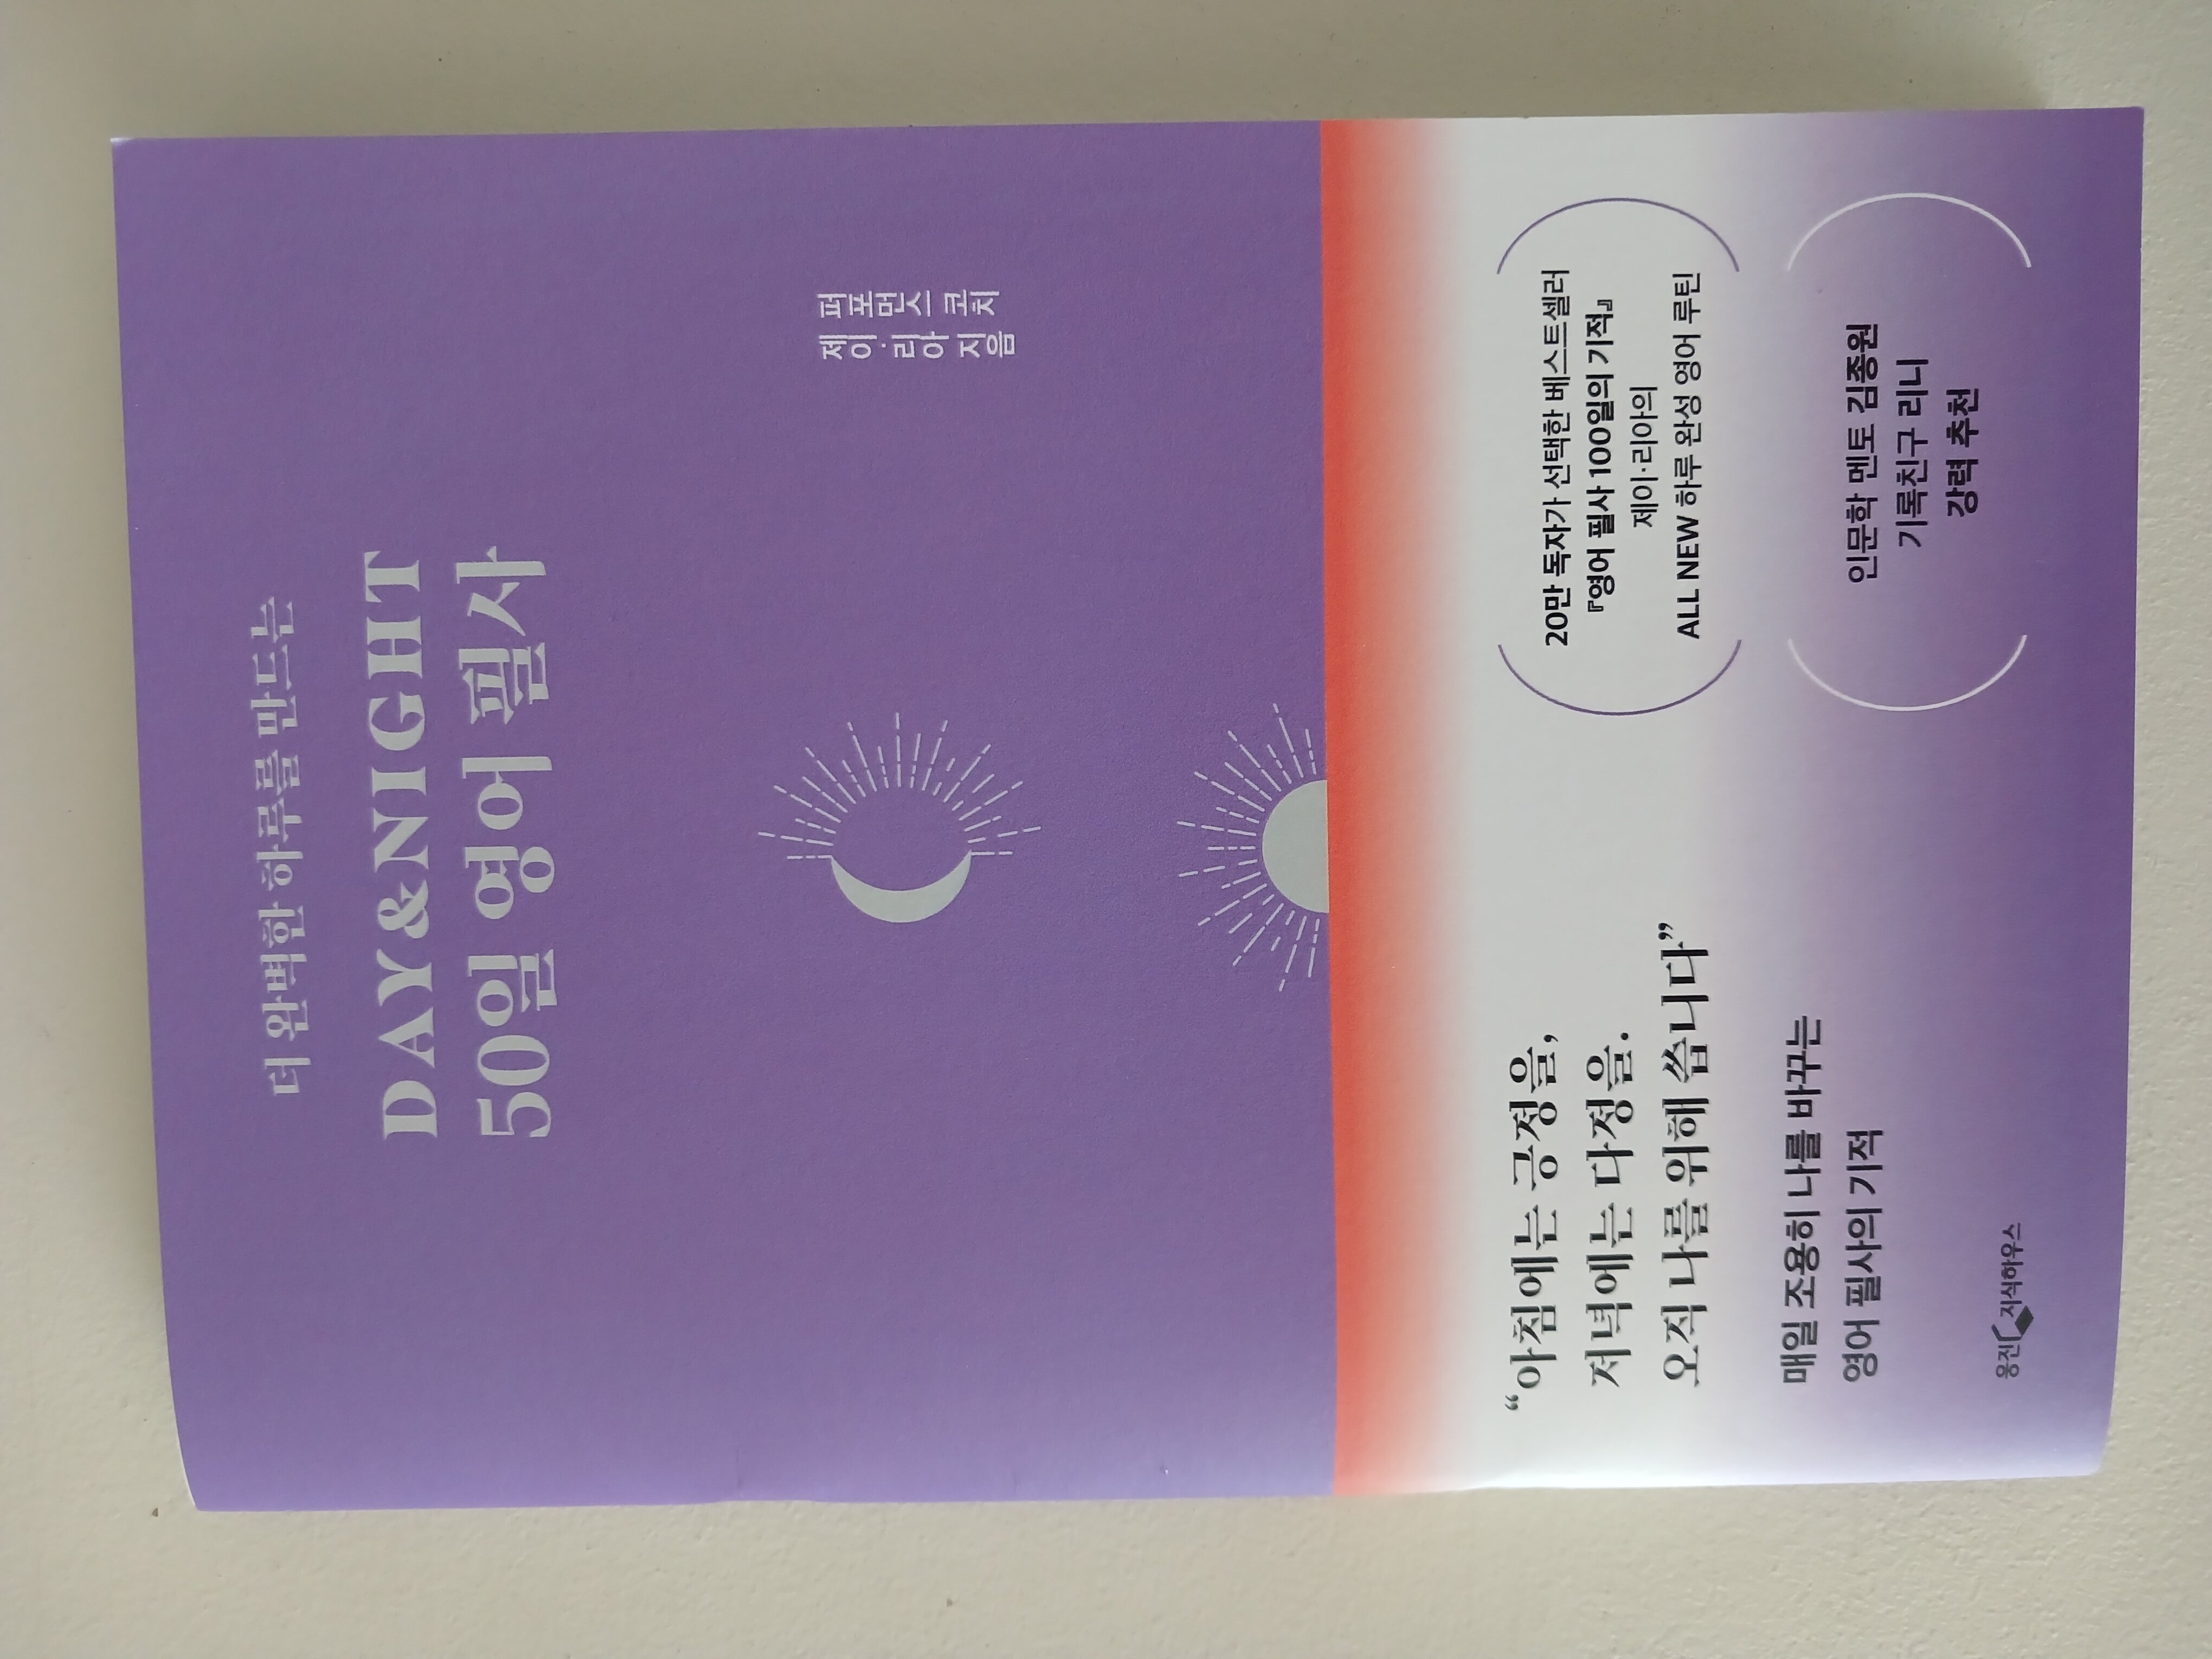 더 완벽한 하루를 만드는
DAY&NIGHT
50일 영어 필사
퍼포먼스 코치
제이·리아 지음
“아침에는 긍정을,
저녁에는 다정을.
오직 나를 위해 씁니다”
매일 조용히 나를 바꾸는
영어 필사의 기적
20만 독자가 선택한 베스트셀러
『영어 필사 100일의 기적』
제이·리아의
ALL NEW 하루 완성 영어 루틴
인문학 멘토 김종원
기록친구 리니
강력 추천
웅진 지식하우스